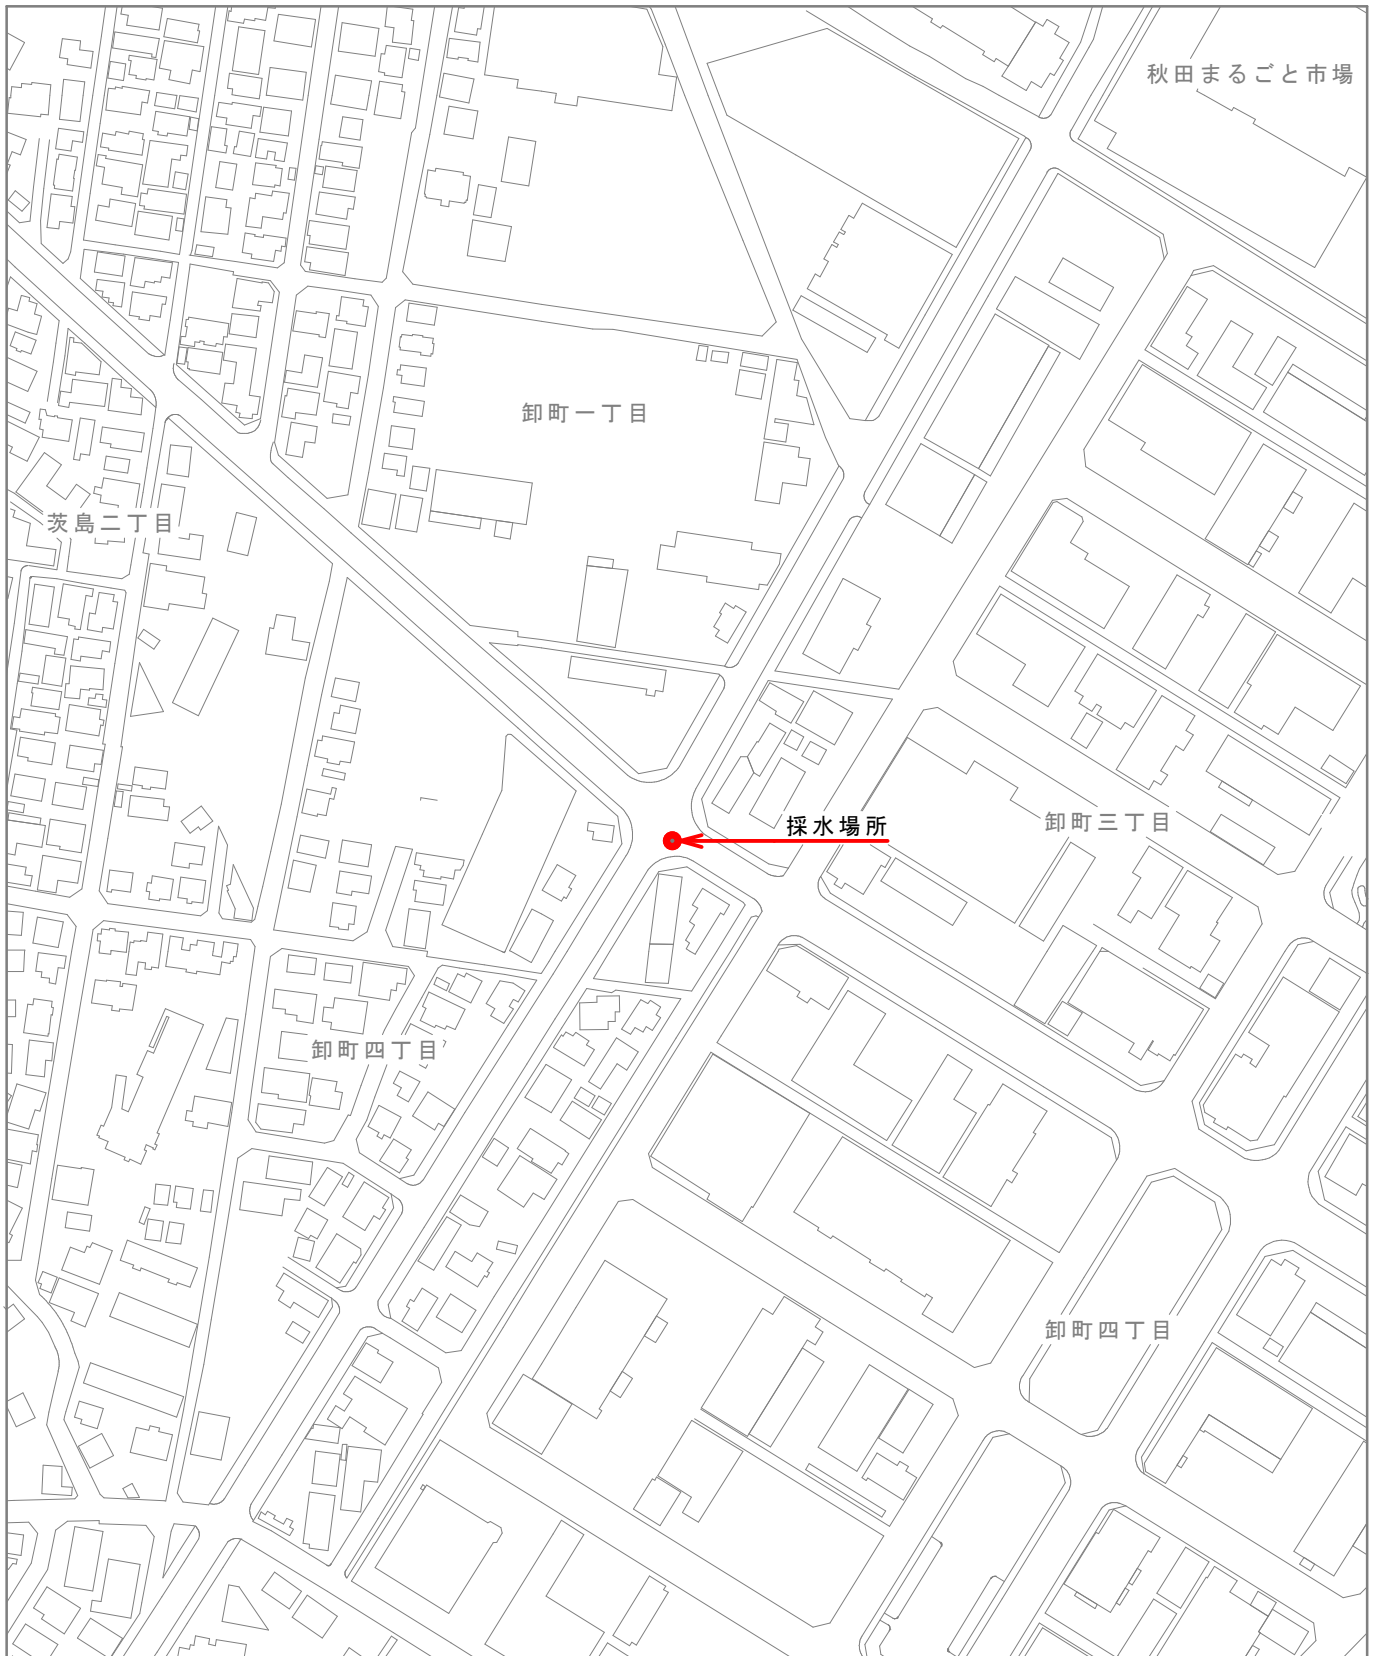 秋田まるごと市場
卸町一丁目
茨島二丁目
採水場所
卸町三丁目
卸町四丁目
卸町四丁目